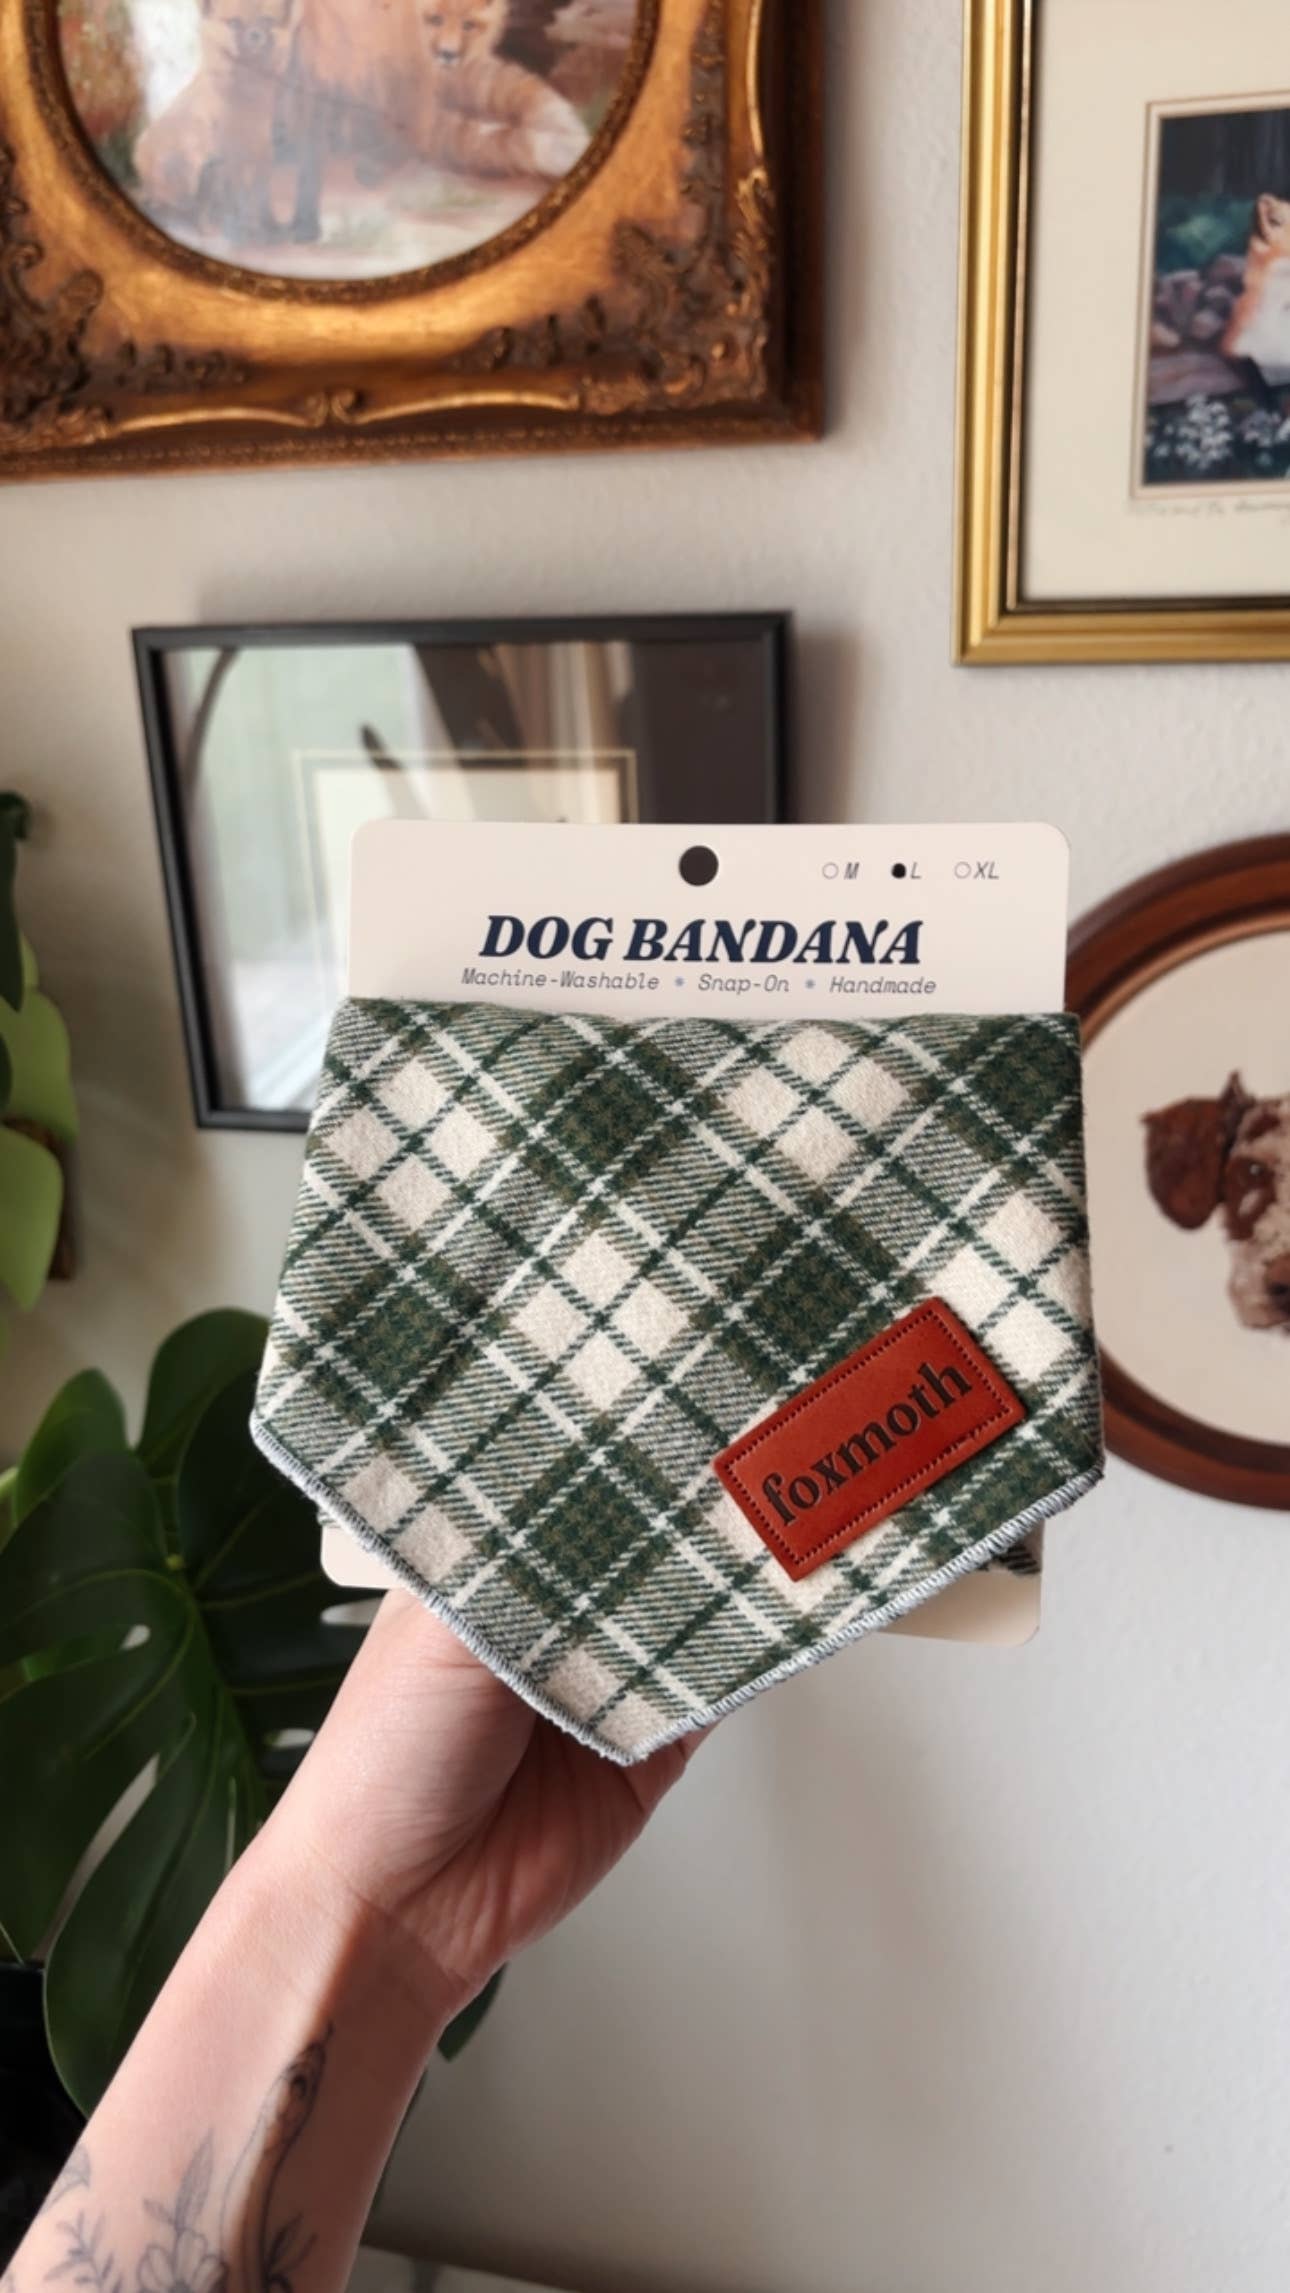 M L XL
DOG BANDANA
Machine-Washable * Snap-On * Handmade
foxmoth